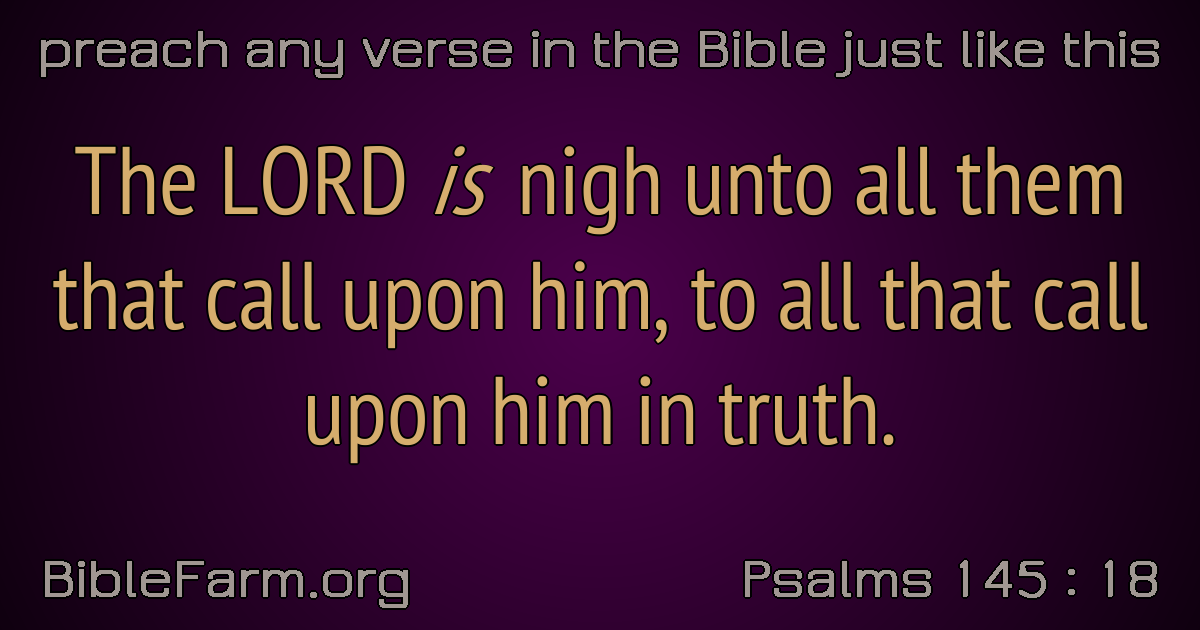 preach any verse in the Bible just like this
The LORD is nigh unto all them
that call upon him, to all that call
upon him in truth.
BibleFarm.org
Psalms 145 : 18